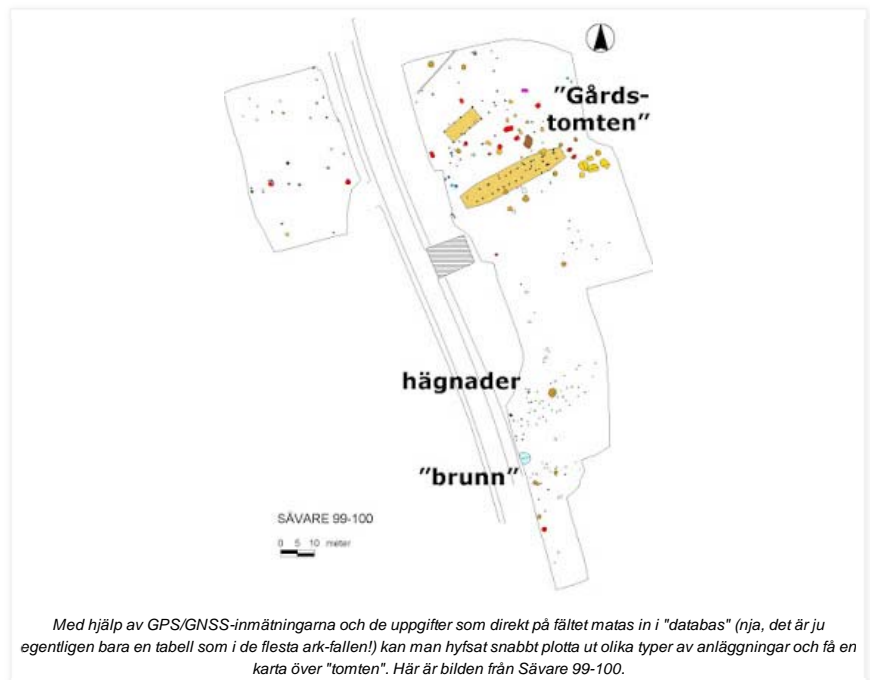 ”Gårds-
tomten”
hägnader
”brunn”
SÄVARE 99-100
0 5 10 meter
Med hjälp av GPS/GNSS-inmätningarna och de uppgifter som direkt på fältet matas in i "databas" (nja, det är ju
egentligen bara en tabell som i de flesta ark-fallen!) kan man hyfsat snabbt plotta ut olika typer av anläggningar och få en
karta över "tomten". Här är bilden från Sävare 99-100.